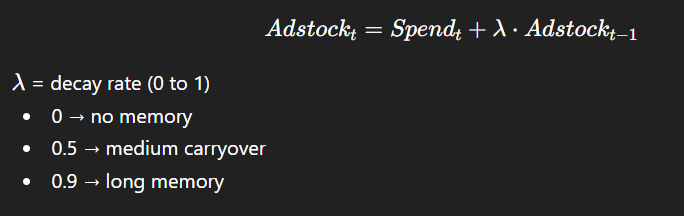 Adstock_t = Spend_t + λ · Adstock_{t−1}
λ = decay rate (0 to 1)
• 0 → no memory
• 0.5 → medium carryover
• 0.9 → long memory